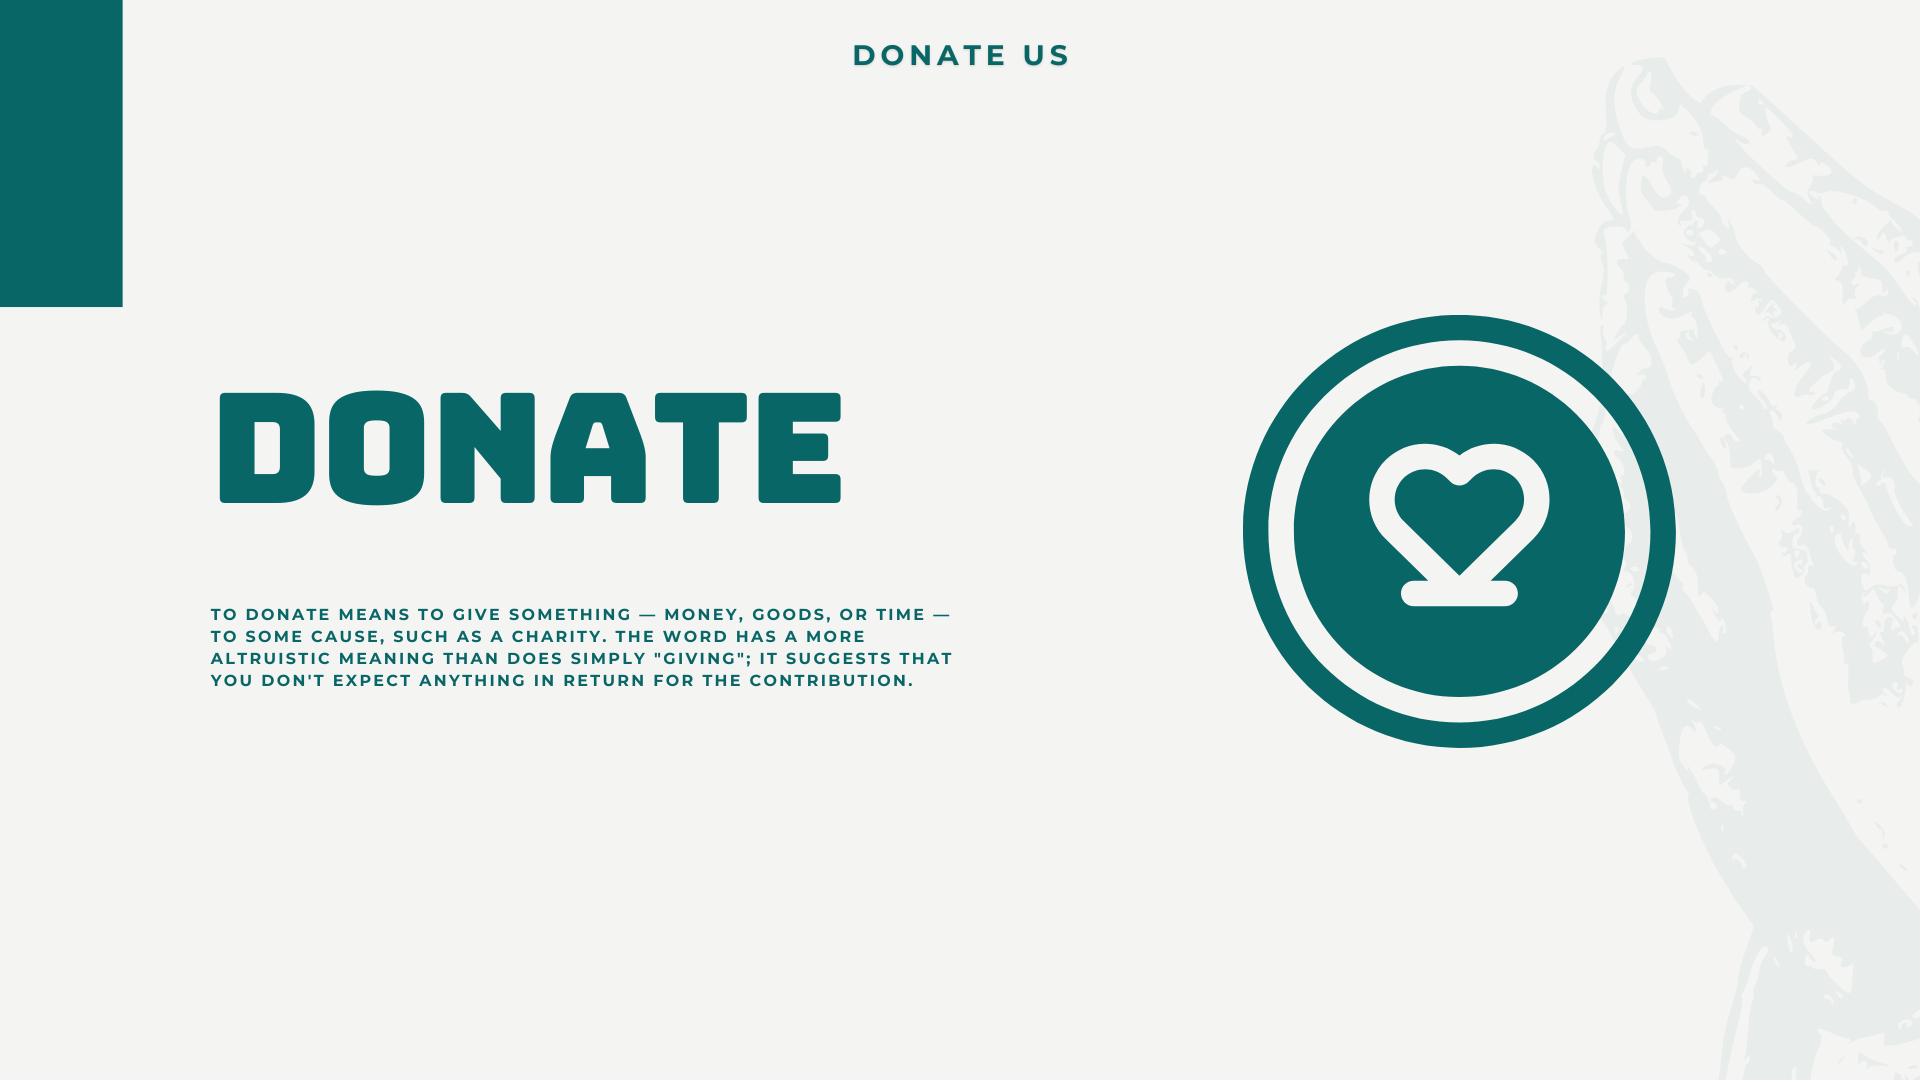 DONATE US
DONATE
TO DONATE MEANS TO GIVE SOMETHING — MONEY, GOODS, OR TIME —
TO SOME CAUSE, SUCH AS A CHARITY. THE WORD HAS A MORE
ALTRUISTIC MEANING THAN DOES SIMPLY "GIVING"; IT SUGGESTS THAT
YOU DON'T EXPECT ANYTHING IN RETURN FOR THE CONTRIBUTION.